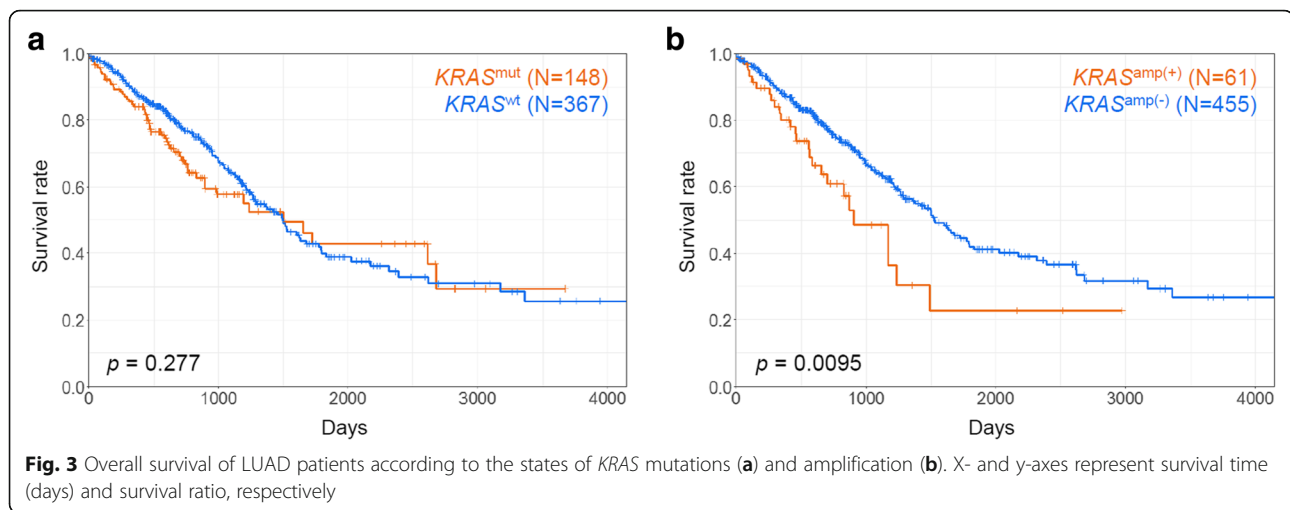 a
1.0
0.8
0.6
0.4
0.2
0.0
Survival rate
KRASmut (N=148)
KRASwt (N=367)
p = 0.277
0 1000 2000 3000 4000
Days
b
1.0
0.8
0.6
0.4
0.2
0.0
Survival rate
KRASamp(+) (N=61)
KRASamp(-) (N=455)
p = 0.0095
0 1000 2000 3000 4000
Days
Fig. 3 Overall survival of LUAD patients according to the states of KRAS mutations (a) and amplification (b). X- and y-axes represent survival time
(days) and survival ratio, respectively